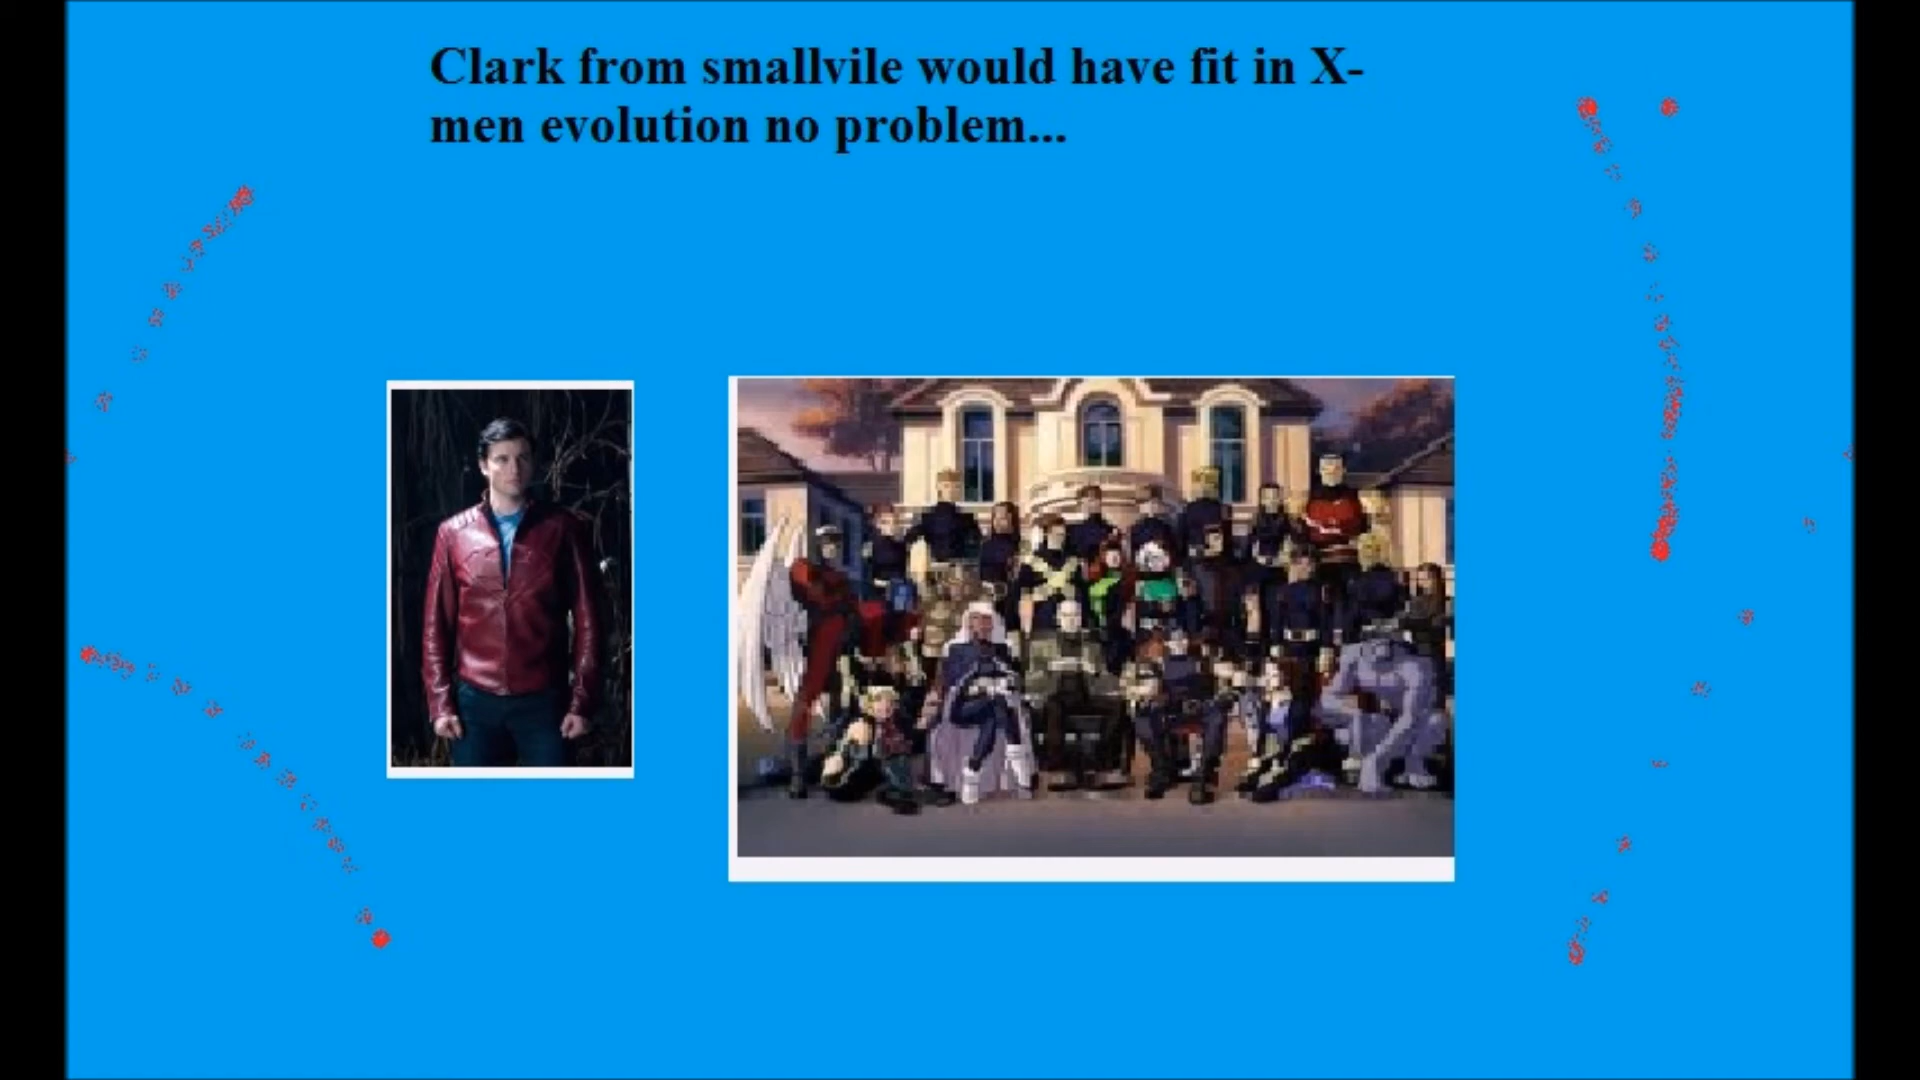 Clark from smallvile would have fit in X-
men evolution no problem...